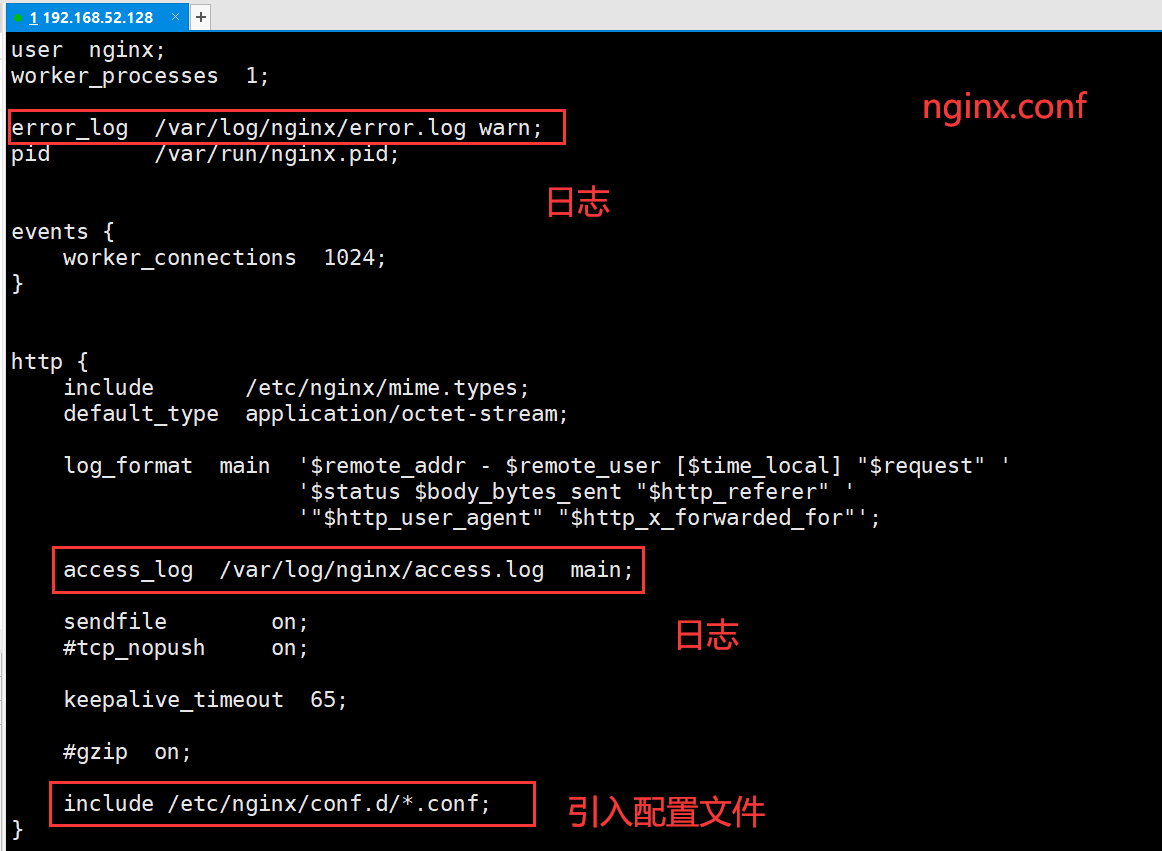 1 192.168.52.128 × +
user  nginx;
worker_processes  1;
nginx.conf
error_log  /var/log/nginx/error.log warn;
pid        /var/run/nginx.pid;
日志
events {
    worker_connections  1024;
}
http {
    include       /etc/nginx/mime.types;
    default_type  application/octet-stream;
    log_format  main  '$remote_addr - $remote_user [$time_local] "$request" '
                      '$status $body_bytes_sent "$http_referer" '
                      '"$http_user_agent" "$http_x_forwarded_for"';
    access_log  /var/log/nginx/access.log  main;
    sendfile        on;
日志
    #tcp_nopush     on;
    keepalive_timeout  65;
    #gzip  on;
    include /etc/nginx/conf.d/*.conf;
引入配置文件
}